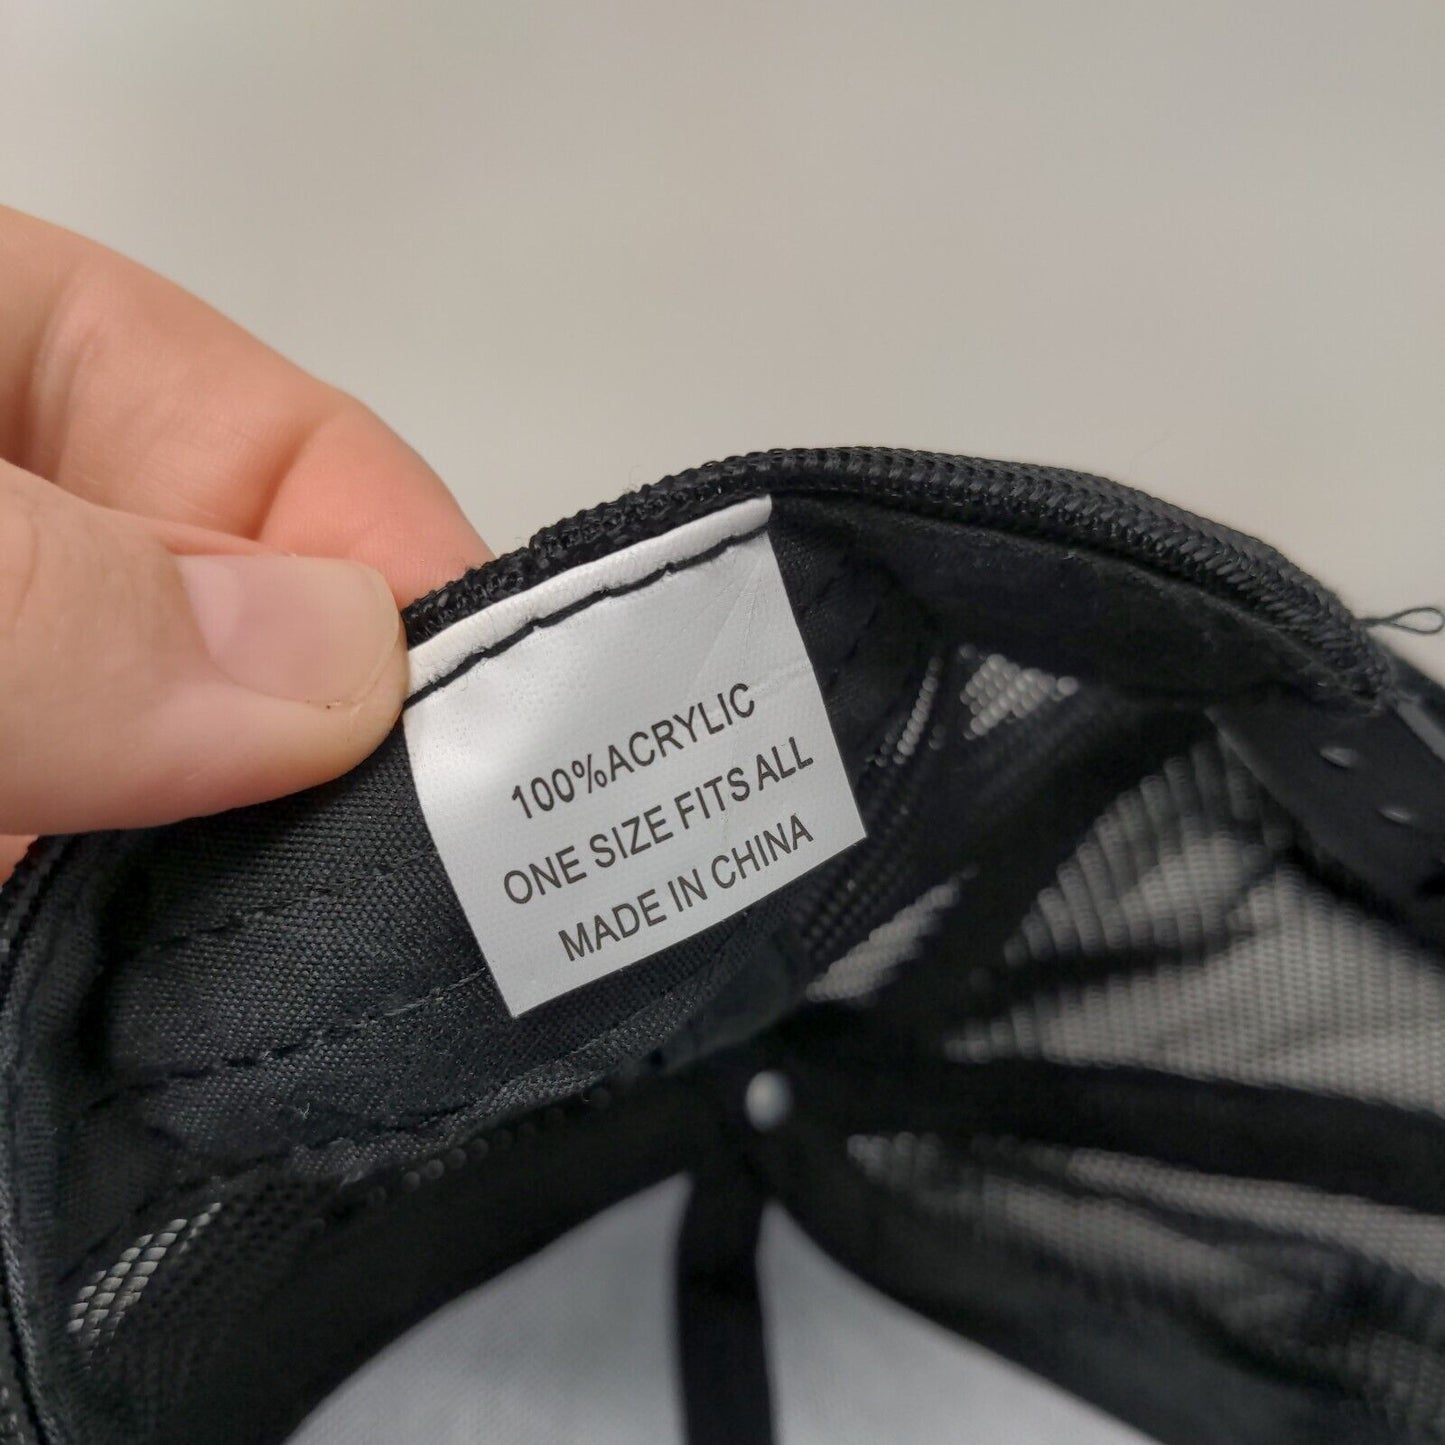 100%ACRYLIC
ONE SIZE FITS ALL
MADE IN CHINA